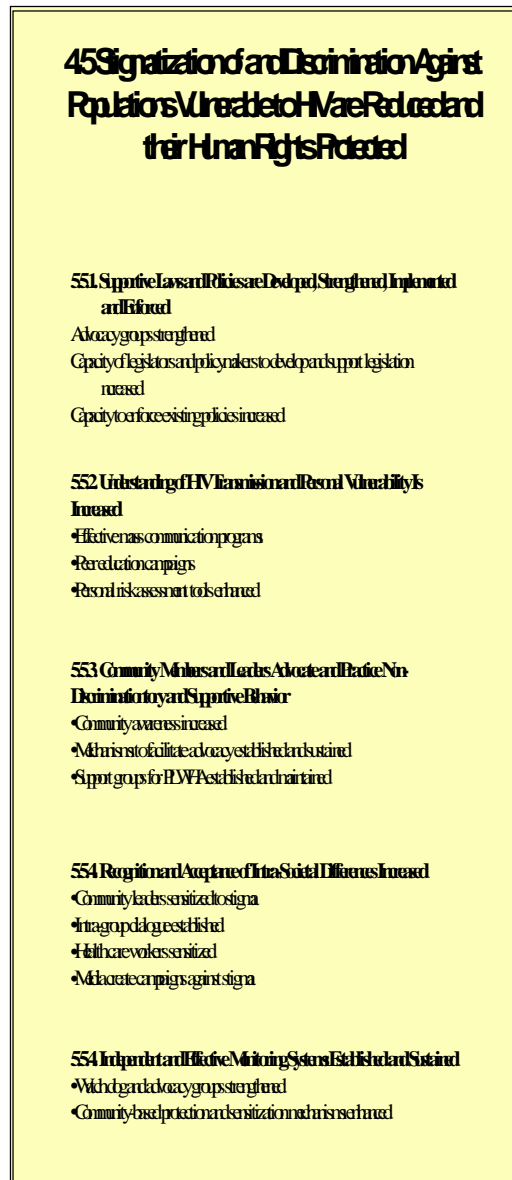 4.5 Stigmatization of and Discrimination Against
Populations Vulnerable to HIV are Reduced and
their Human Rights Protected
5.5.1. Supportive Laws and Policies are Developed, Strengthened, Implemented
and Enforced
Advocacy groups strengthened
Capacity of legislators and policy makers to develop and support legislation
ncreased
Capacity to enforce existing policies increased
5.5.2 Understanding of HIV Transmission and Personal Vulnerability Is
Increased
•Effective mass-communication programs
•Peer education campaigns
•Personal risk assessment tools enhanced
5.5.3. Community Members and Leaders Advocate and Practice Non-
Discriminationtory and Supportive Behavior
•Community awareness increased
•Mechanisms to facilitate advocacy established and sustained
•Support groups for PLWHA established and maintained
5.5.4. Recognition and Acceptance of Intra-Societal Differences Increased
•Community leaders sensitized to stigma
•Intra-group dialogue established
•Health care workers sensitized
•Media create campaigns against stigma
5.5.4. Independent and Effective Monitoring Systems Established and Sustained
•Watchdog and advocacy groups strengthened
•Community-based protection and sensitization mechanisms enhanced